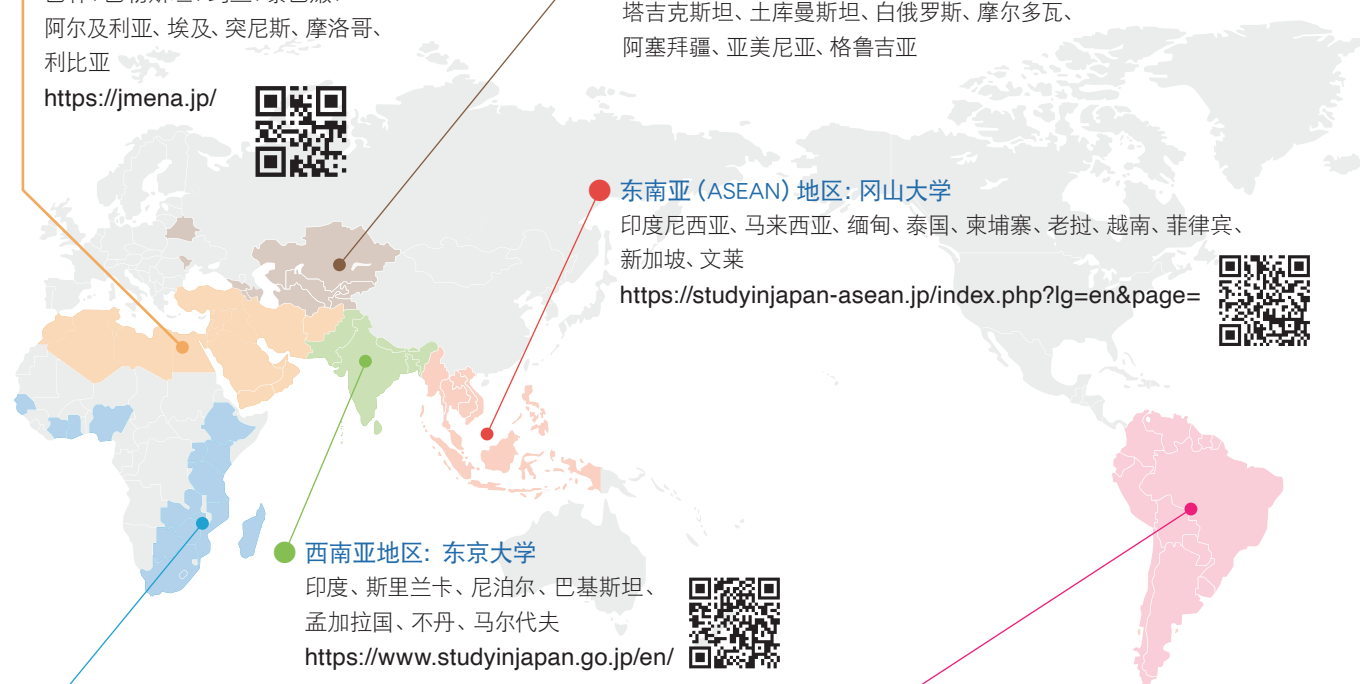 阿尔及利亚、埃及、突尼斯、摩洛哥、
利比亚
https://jmena.jp/
塔吉克斯坦、土库曼斯坦、白俄罗斯、摩尔多瓦、
阿塞拜疆、亚美尼亚、格鲁吉亚
东南亚（ASEAN）地区：冈山大学
印度尼西亚、马来西亚、缅甸、泰国、柬埔寨、老挝、越南、菲律宾、
新加坡、文莱
https://studyinjapan-asean.jp/index.php?lg=en&page=
西南亚地区：东京大学
印度、斯里兰卡、尼泊尔、巴基斯坦、
孟加拉国、不丹、马尔代夫
https://www.studyinjapan.go.jp/en/